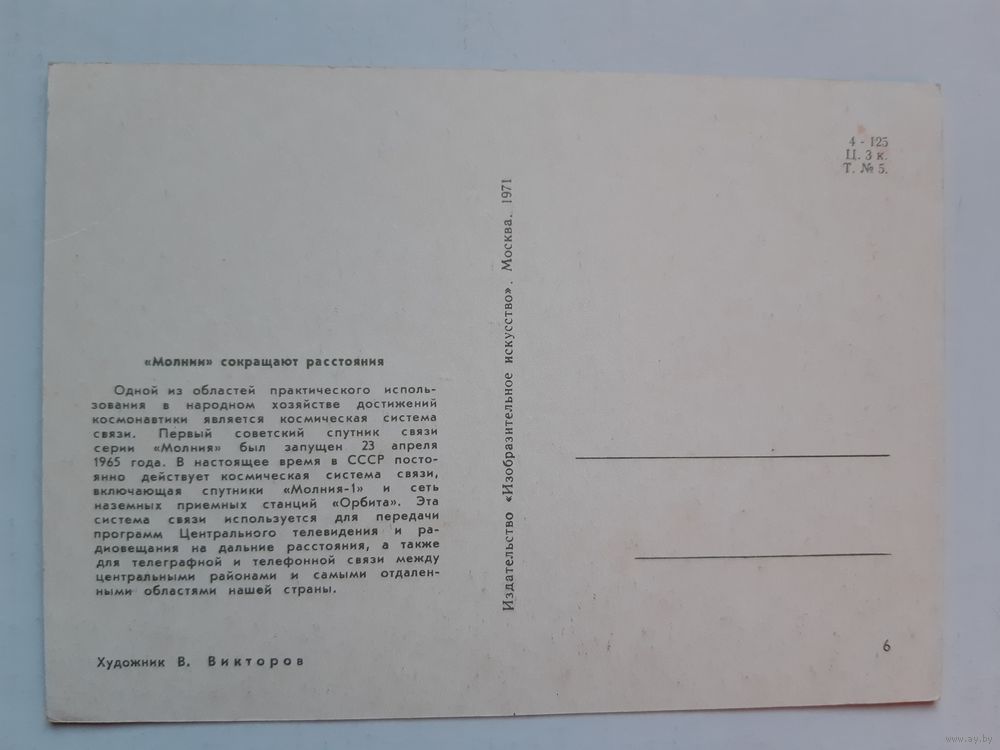 «Молнии» сокращают расстояния
Одной из областей практического исполь-
зования в народном хозяйстве достижений
космонавтики является космическая система
связи. Первый советский спутник связи
серии «Молния» был запущен 23 апреля
1965 года. В настоящее время в СССР посто-
янно действует космическая система связи,
включающая спутники «Молния-1» и сеть
наземных приемных станций «Орбита». Эта
система связи используется для передачи
программ Центрального телевидения и ра-
диовещания на дальние расстояния, а также
для телеграфной и телефонной связи между
центральными районами и самыми отдален-
ными областями нашей страны.
Художник В. Викторов
Издательство «Изобразительное искусство». Москва. 1971
4 - 125
Ц. 3 к.
Т. № 5.
6
www.ay.by